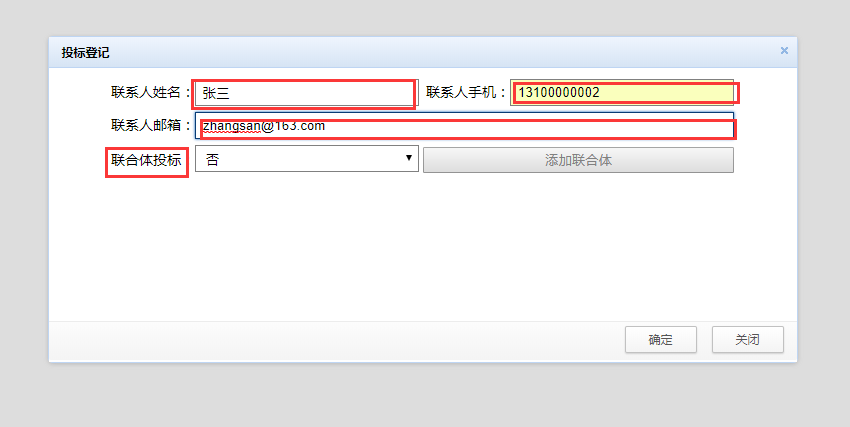 投标登记
联系人姓名： 张三 联系人手机： 13100000002
联系人邮箱： zhangsan@163.com
联合体投标 否 添加联合体
确定 关闭